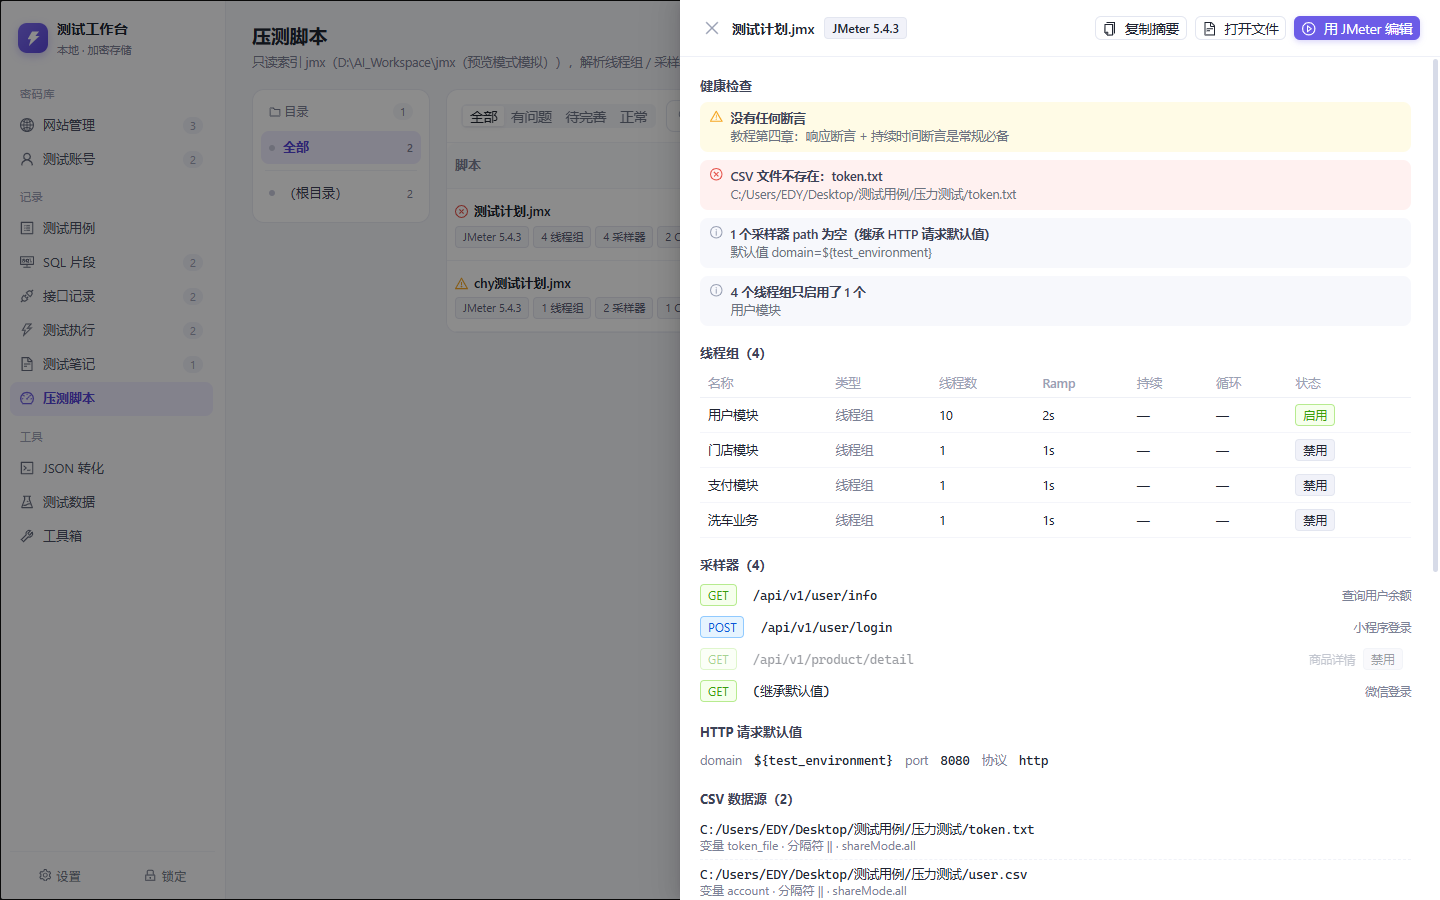 测试工作台
本地 · 加密存储
密码库
网站管理 3
测试账号 2
记录
测试用例
SQL 片段 2
接口记录 2
测试执行 2
测试笔记 1
压测脚本
工具
JSON 转化
测试数据
工具箱
设置 锁定
压测脚本
只读索引 jmx（D:\AI_Workspace\jmx（预览模式模拟）），解析线程组 / 采样
目录 1
全部 2
（根目录） 2
全部 有问题 待完善 正常
脚本
测试计划.jmx
JMeter 5.4.3 4 线程组 4 采样器 2 C
chy测试计划.jmx
JMeter 5.4.3 1 线程组 2 采样器 1 C
测试计划.jmx JMeter 5.4.3 复制摘要 打开文件 用 JMeter 编辑
健康检查
没有任何断言
教程第四章：响应断言 + 持续时间断言是常规必备
CSV 文件不存在：token.txt
C:/Users/EDY/Desktop/测试用例/压力测试/token.txt
1 个采样器 path 为空（继承 HTTP 请求默认值）
默认值 domain=${test_environment}
4 个线程组只启用了 1 个
用户模块
线程组（4）
名称 类型 线程数 Ramp 持续 循环 状态
用户模块 线程组 10 2s — — 启用
门店模块 线程组 1 1s — — 禁用
支付模块 线程组 1 1s — — 禁用
洗车业务 线程组 1 1s — — 禁用
采样器（4）
GET /api/v1/user/info 查询用户余额
POST /api/v1/user/login 小程序登录
GET /api/v1/product/detail 商品详情 禁用
GET (继承默认值) 微信登录
HTTP 请求默认值
domain ${test_environment} port 8080 协议 http
CSV 数据源（2）
C:/Users/EDY/Desktop/测试用例/压力测试/token.txt
变量 token_file · 分隔符 || · shareMode.all
C:/Users/EDY/Desktop/测试用例/压力测试/user.csv
变量 account · 分隔符 || · shareMode.all